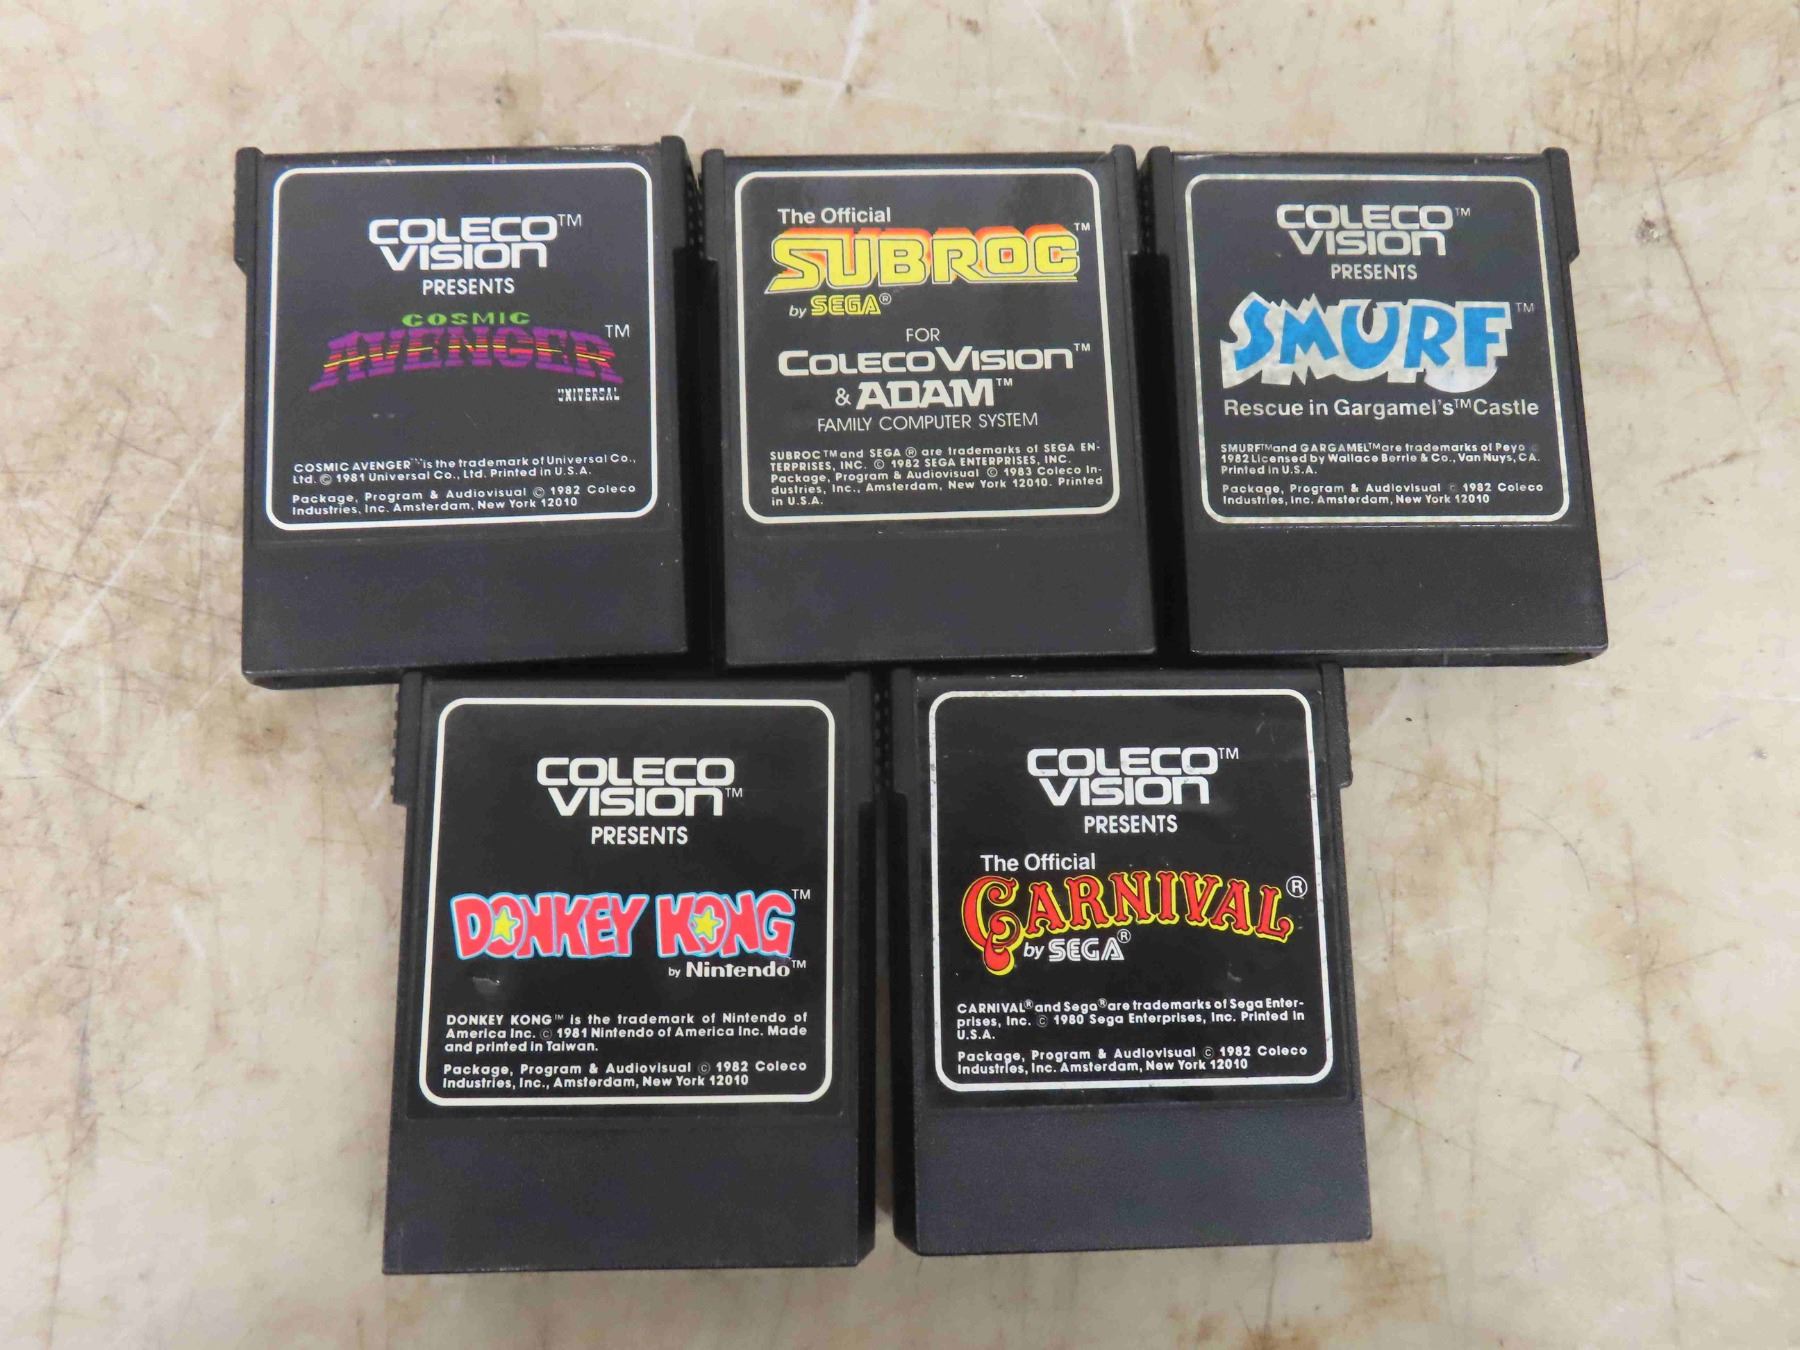 COLECO™
VISION
PRESENTS
COSMIC
AVENGER™
UNIVERSAL
COSMIC AVENGER™ is the trademark of Universal Co.,
Ltd. © 1981 Universal Co., Ltd. Printed in U.S.A.
Package, Program & Audiovisual © 1982 Coleco
Industries, Inc. Amsterdam, New York 12010
The Official
SUBROC™
by SEGA®
FOR
COLECOVISION™
& ADAM™
FAMILY COMPUTER SYSTEM
SUBROC™ and SEGA ® are trademarks of SEGA EN-
TERPRISES, INC. © 1982 SEGA ENTERPRISES, INC.
Package, Program & Audiovisual © 1983 Coleco In-
dustries, Inc., Amsterdam, New York 12010. Printed
in U.S.A.
COLECO™
VISION
PRESENTS
SMURF™
Rescue in Gargamel's™ Castle
SMURF™ and GARGAMEL™ are trademarks of Peyo ©
1982 Licensed by Wallace Berrie & Co., Van Nuys, CA.
Printed in U.S.A.
Package, Program & Audiovisual © 1982 Coleco
Industries, Inc. Amsterdam, New York 12010
COLECO
VISION™
PRESENTS
DONKEY KONG™
by Nintendo™
DONKEY KONG™ is the trademark of Nintendo of
America Inc. © 1981 Nintendo of America Inc. Made
and printed in Taiwan.
Package, Program & Audiovisual © 1982 Coleco
Industries, Inc., Amsterdam, New York 12010
COLECO™
VISION
PRESENTS
The Official
CARNIVAL®
by SEGA®
CARNIVAL® and Sega® are trademarks of Sega Enter-
prises, Inc. © 1980 Sega Enterprises, Inc. Printed in
U.S.A.
Package, Program & Audiovisual © 1982 Coleco
Industries, Inc. Amsterdam, New York 12010